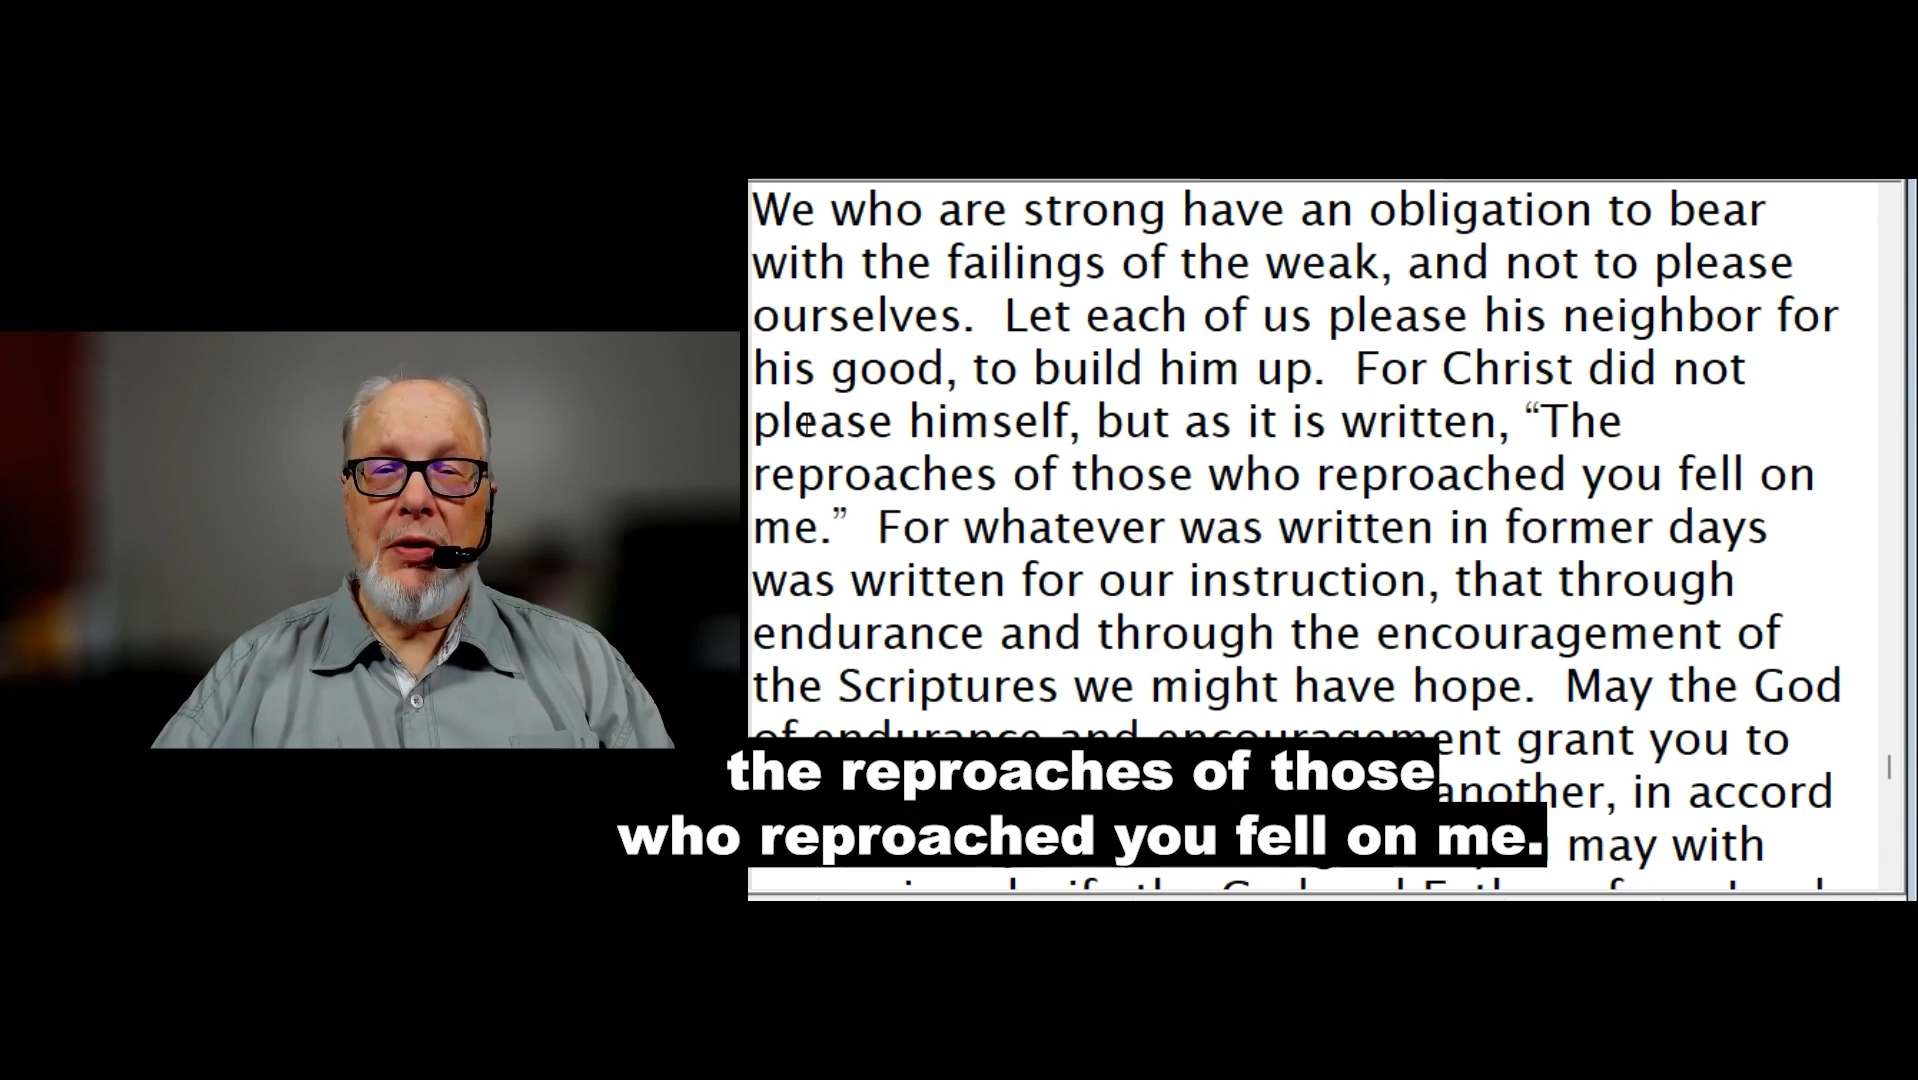 We who are strong have an obligation to bear
with the failings of the weak, and not to please
ourselves.  Let each of us please his neighbor for
his good, to build him up.  For Christ did not
please himself, but as it is written, “The
reproaches of those who reproached you fell on
me.”  For whatever was written in former days
was written for our instruction, that through
endurance and through the encouragement of
the Scriptures we might have hope.  May the God
of endurance and encouragement grant you to
another, in accord
may with
the reproaches of those
who reproached you fell on me.